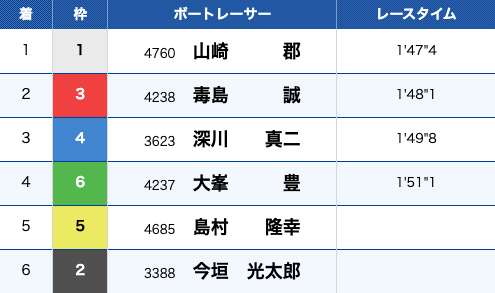 着 枠 ボートレーサー レースタイム
1 1 4760 山崎 郡 1'47"4
2 3 4238 毒島 誠 1'48"1
3 4 3623 深川 真二 1'49"8
4 6 4237 大峯 豊 1'51"1
5 5 4685 島村 隆幸
6 2 3388 今垣 光太郎